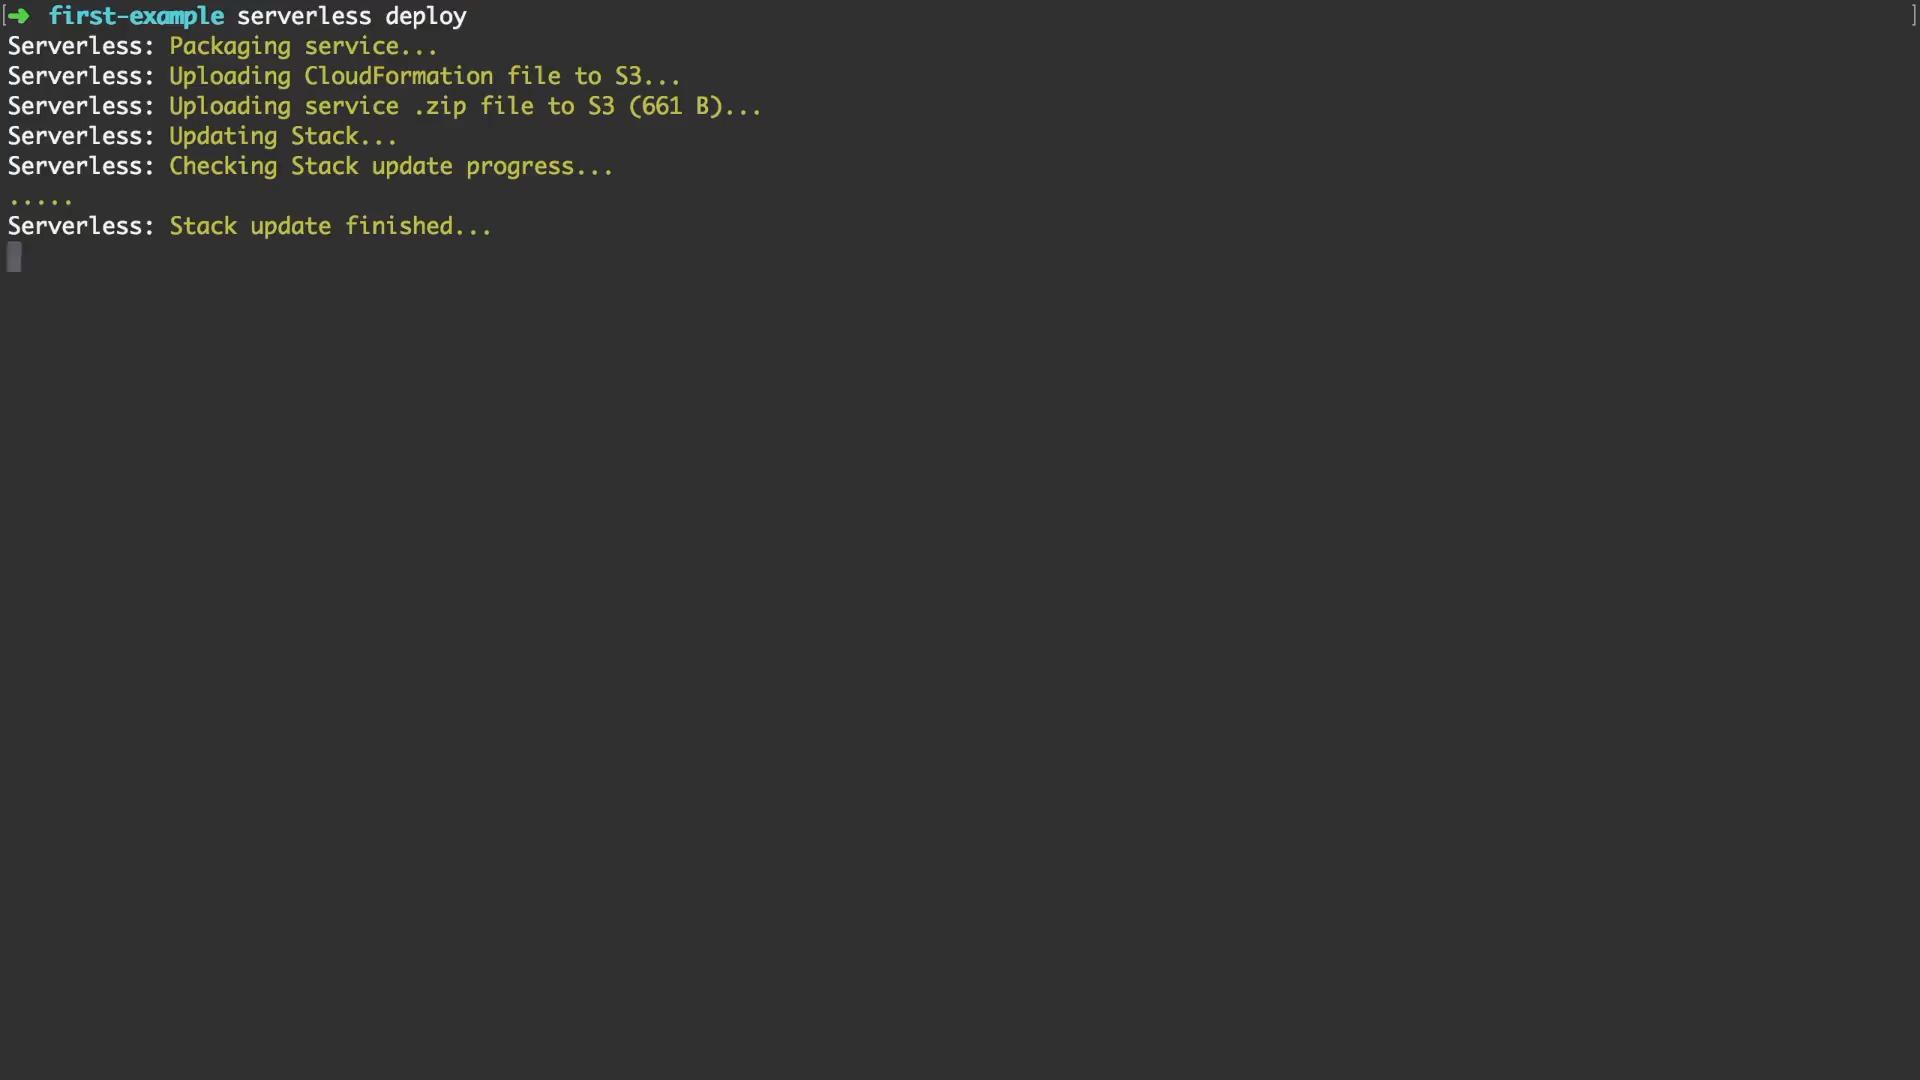 [➜ first-example serverless deploy ]
Serverless: Packaging service...
Serverless: Uploading CloudFormation file to S3...
Serverless: Uploading service .zip file to S3 (661 B)...
Serverless: Updating Stack...
Serverless: Checking Stack update progress...
.....
Serverless: Stack update finished...